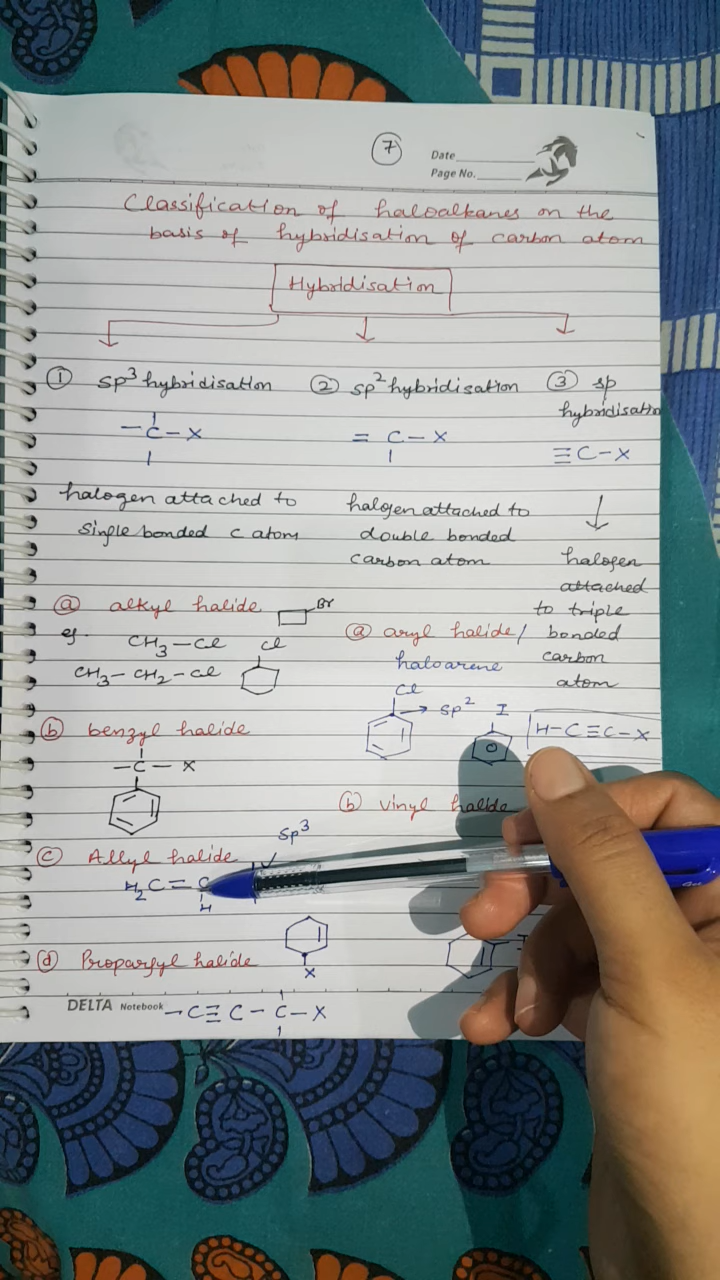 7
Date
Page No.
Classification of haloalkanes on the
basis of hybridisation of carbon atom
Hybridisation
① sp³ hybridisation
-C-X
halogen attached to
single bonded c atom
ⓐ alkyl halide
Br
eg. CH₃-Cl
Cl
CH₃-CH₂-Cl
ⓑ benzyl halide
-C-X
ⓒ Allyl halide
sp³
H₂C=C
H
ⓓ Propargyl halide
X
-C≡C-C-X
② sp² hybridisation
=C-X
halogen attached to
double bonded
carbon atom
ⓐ aryl halide/
haloarene
Cl
→ sp²
I
ⓑ vinyl halide
I
③ sp
hybridisation
≡C-X
halogen
attached
to triple
bonded
carbon
atom
H-C≡C-X
DELTA Notebook